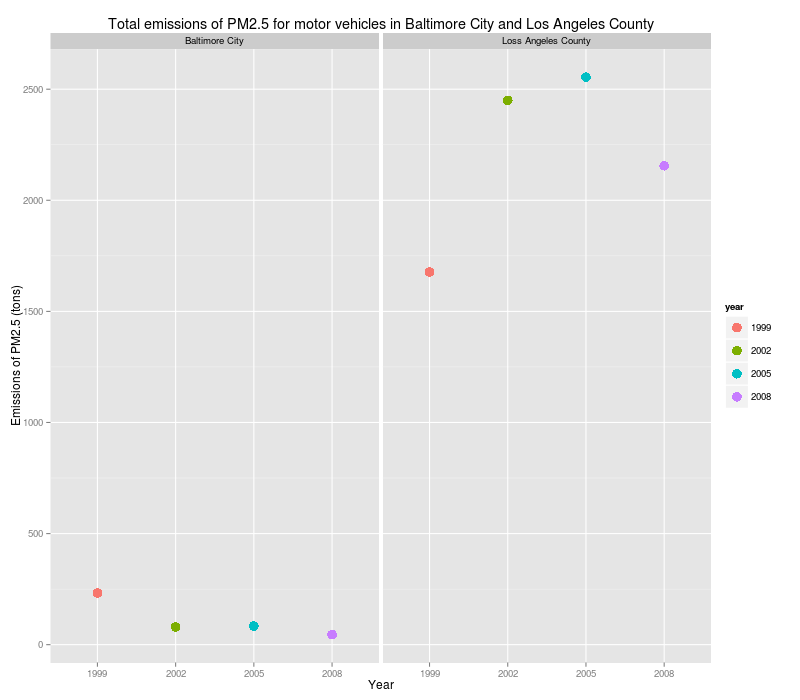 Total emissions of PM2.5 for motor vehicles in Baltimore City and Los Angeles County
Baltimore City
Loss Angeles County
Emissions of PM2.5 (tons)
2500
2000
1500
1000
500
0
1999 2002 2005 2008
1999 2002 2005 2008
Year
year
1999
2002
2005
2008